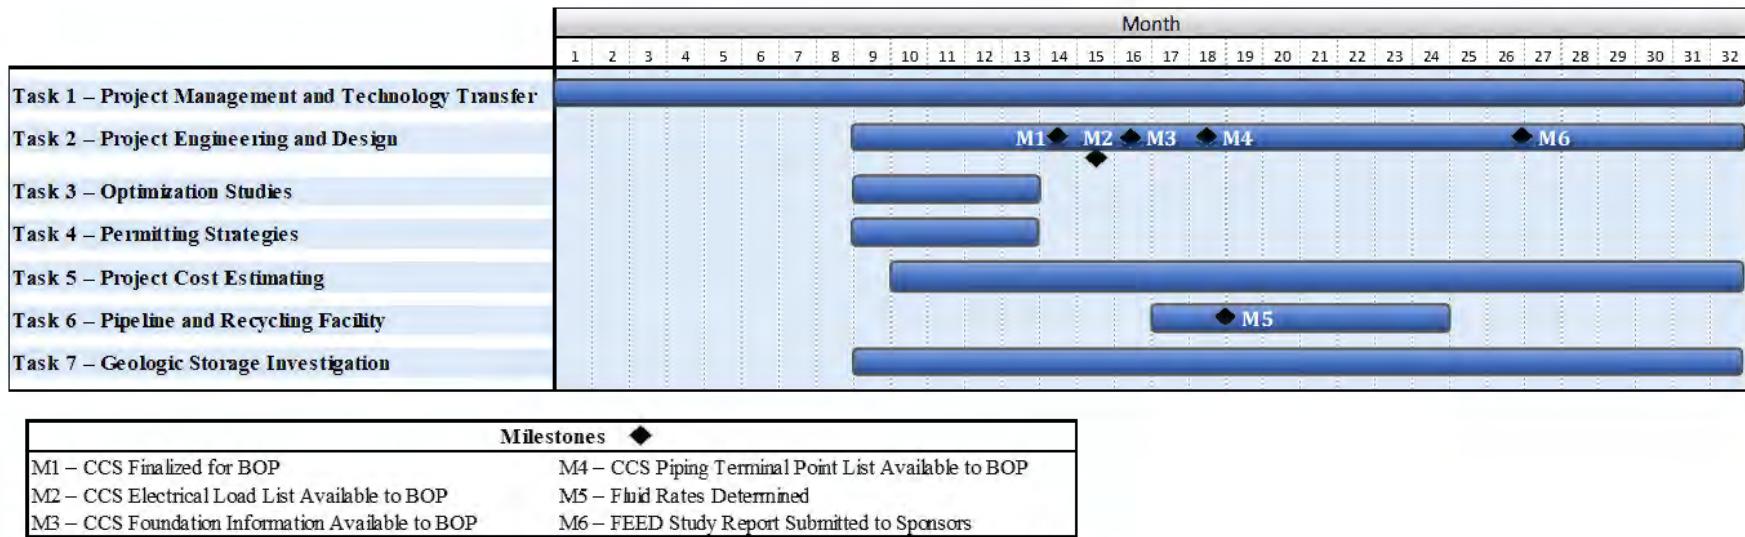 Month
1 2 3 4 5 6 7 8 9 10 11 12 13 14 15 16 17 18 19 20 21 22 23 24 25 26 27 28 29 30 31 32
Task 1 – Project Management and Technology Transfer
Task 2 – Project Engineering and Design M1 M2 M3 M4 M6
Task 3 – Optimization Studies
Task 4 – Permitting Strategies
Task 5 – Project Cost Estimating
Task 6 – Pipeline and Recycling Facility M5
Task 7 – Geologic Storage Investigation
Milestones
M1 – CCS Finalized for BOP
M2 – CCS Electrical Load List Available to BOP
M3 – CCS Foundation Information Available to BOP
M4 – CCS Piping Terminal Point List Available to BOP
M5 – Fluid Rates Determined
M6 – FEED Study Report Submitted to Sponsors